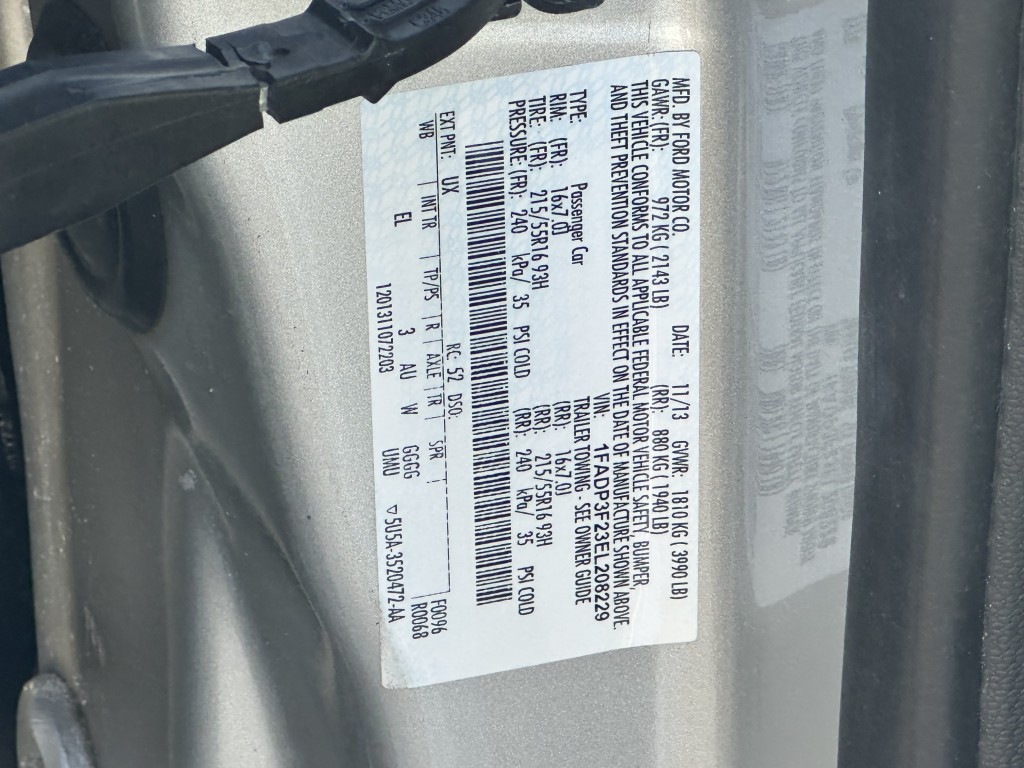 MFD. BY FORD MOTOR CO.
DATE: 11/13 GVWR: 1810 KG ( 3990 LB)
GAWR: (FR): 972 KG ( 2143 LB) (RR): 880 KG ( 1940 LB)
THIS VEHICLE CONFORMS TO ALL APPLICABLE FEDERAL MOTOR VEHICLE SAFETY, BUMPER,
AND THEFT PREVENTION STANDARDS IN EFFECT ON THE DATE OF MANUFACTURE SHOWN ABOVE.
VIN: 1FADP3F23EL208229
TYPE: Passenger Car TRAILER TOWING - SEE OWNER GUIDE
RIM: (FR): 16x7.0J (RR): 16x7.0J
TIRE: (FR): 215/55R16 93H (RR): 215/55R16 93H
PRESSURE: (FR): 240 kPa/ 35 PSI COLD (RR): 240 kPa/ 35 PSI COLD
EXT PNT: UX RC: 52 DSO: F0096
WB INT TR TP/PS R AXLE TR SPR R0068
EL 3 AU W GGGG
UMU ▽5U5A-3S20472-AA
120131107 2203